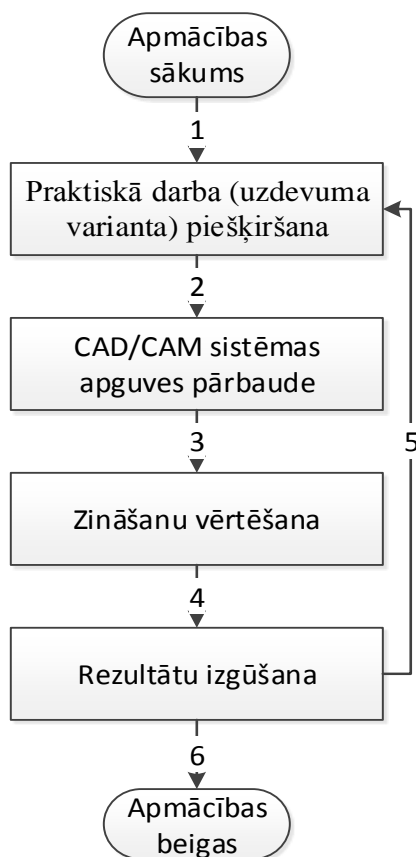 Apmācības
sākums
1
Praktiskā darba (uzdevuma
varianta) piešķiršana
2
CAD/CAM sistēmas
apguves pārbaude
3
5
Zināšanu vērtēšana
4
Rezultātu izgūšana
6
Apmācības
beigas